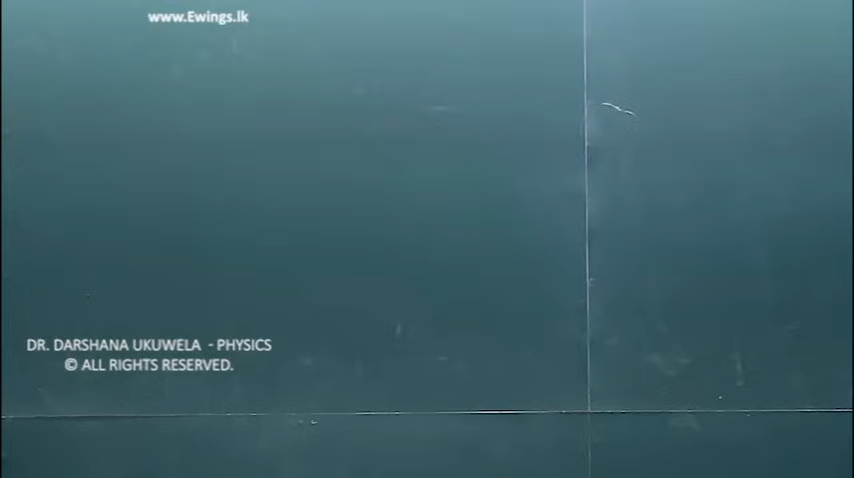 www.Ewings.lk
DR. DARSHANA UKUWELA - PHYSICS
© ALL RIGHTS RESERVED.